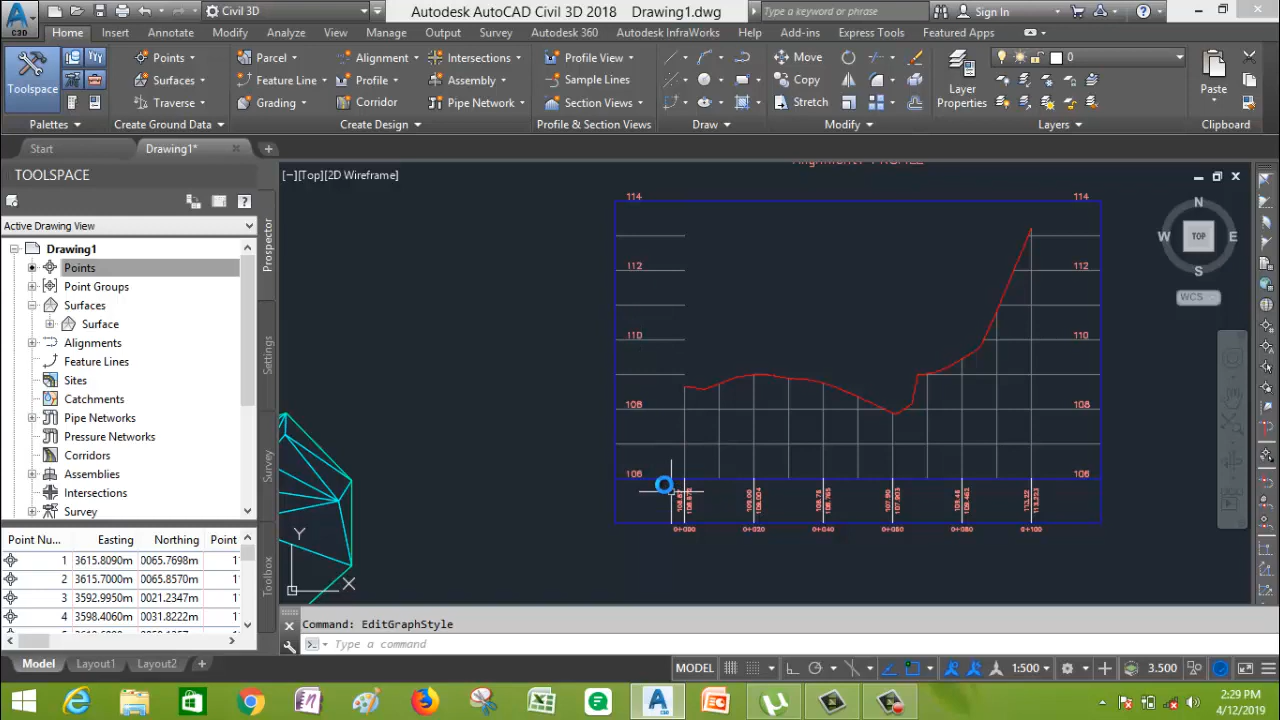 Civil 3D
Autodesk AutoCAD Civil 3D 2018 Drawing1.dwg
Type a keyword or phrase
Sign In
Home Insert Annotate Modify View Analyze Manage Output Survey Autodesk 360 Autodesk InfraWorks Help Add-ins Express Tools Featured Apps
Toolspace
Points
Surfaces
Traverse
Parcel
Feature Line
Grading
Alignment
Profile
Corridor
Intersections
Assembly
Pipe Network
Profile View
Sample Lines
Section Views
Move
Copy
Stretch
Layer Properties
0
Paste
Palettes
Create Ground Data
Create Design
Profile & Section Views
Draw
Modify
Layers
Clipboard
Start
Drawing1*
TOOLSPACE
Active Drawing View
Drawing1
Points
Point Groups
Surfaces
Surface
Alignments
Feature Lines
Sites
Catchments
Pipe Networks
Pressure Networks
Corridors
Assemblies
Intersections
Survey
Prospector
Settings
Survey
Toolbox
Point Nu... Easting Northing Point
1 3615.8090m 0065.7698m 1
2 3615.7000m 0065.8570m 1
3 3592.9950m 0021.2347m 1
4 3598.4060m 0031.8222m 1
[−][Top][2D Wireframe]
114 114
112 112
110 110
108 108
106 106
0+000 0+020 0+040 0+060 0+080 0+100
N
W TOP E
S
WCS
Y
X
Command: EditGraphStyle
Type a command
Model Layout1 Layout2
MODEL 1:500 3.500
2:29 PM
4/12/2019